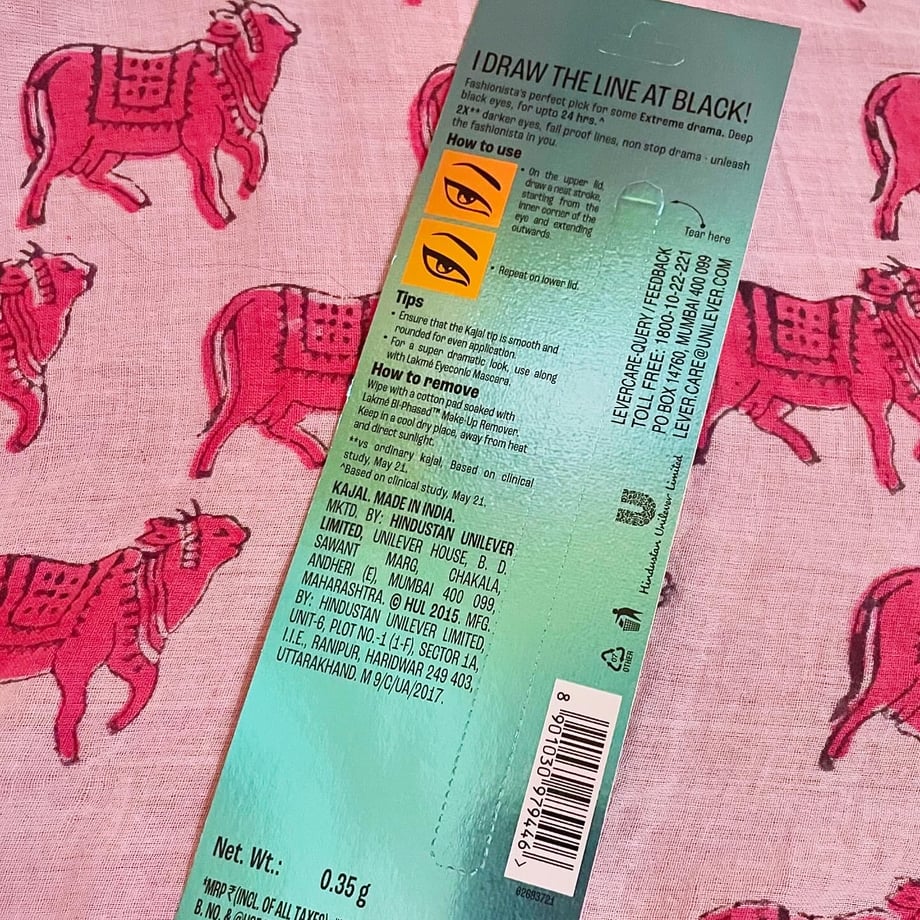 I DRAW THE LINE AT BLACK!
Fashionista's perfect pick for some Extreme drama. Deep
black eyes, for upto 24 hrs.^
2X** darker eyes, fail proof lines, non stop drama - unleash
the fashionista in you.
How to use
• On the upper lid,
draw a neat stroke,
starting from the
inner corner of the
eye and extending
outwards.
• Repeat on lower lid.
Tear here
Tips
• Ensure that the Kajal tip is smooth and
rounded for even application.
• For a super dramatic look, use along
with Lakmé Eyeconic Mascara.
How to remove
Wipe with a cotton pad soaked with
Lakmé Bi-Phasad™ Make-Up Remover.
Keep in a cool dry place, away from heat
and direct sunlight.
**vs ordinary kajal. Based on clinical
study, May 21.
^Based on clinical study, May 21.
KAJAL. MADE IN INDIA.
MKTD. BY: HINDUSTAN UNILEVER
LIMITED, UNILEVER HOUSE, B. D.
SAWANT MARG, CHAKALA,
ANDHERI (E), MUMBAI 400 099,
MAHARASHTRA. © HUL 2015. MFG.
BY: HINDUSTAN UNILEVER LIMITED,
UNIT-6, PLOT NO.-1 (1-F), SECTOR 1A,
I.I.E., RANIPUR, HARIDWAR 249 403,
UTTARAKHAND. M 9/C/UA/2017.
LEVERCARE-QUERY / FEEDBACK
TOLL FREE: 1800-10-22-221
PO BOX 14760, MUMBAI 400 099
LEVER.CARE@UNILEVER.COM
Hindustan Unilever Limited
07
OTHER
8 901030 979446 >
62693721
Net. Wt.: 0.35 g
*MRP ₹ (INCL. OF ALL TAXES)
B. NO. &